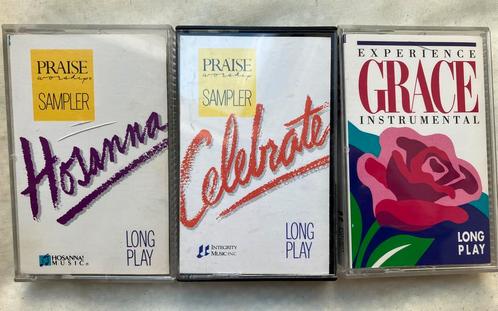 PRAISE
worship®
SAMPLER
Hosanna
LONG
PLAY
HOSANNA!
MUSIC®
PRAISE
worship®
SAMPLER
Celebrate
LONG
PLAY
INTEGRITY
MUSIC INC
EXPERIENCE
GRACE
INSTRUMENTAL
LONG
PLAY